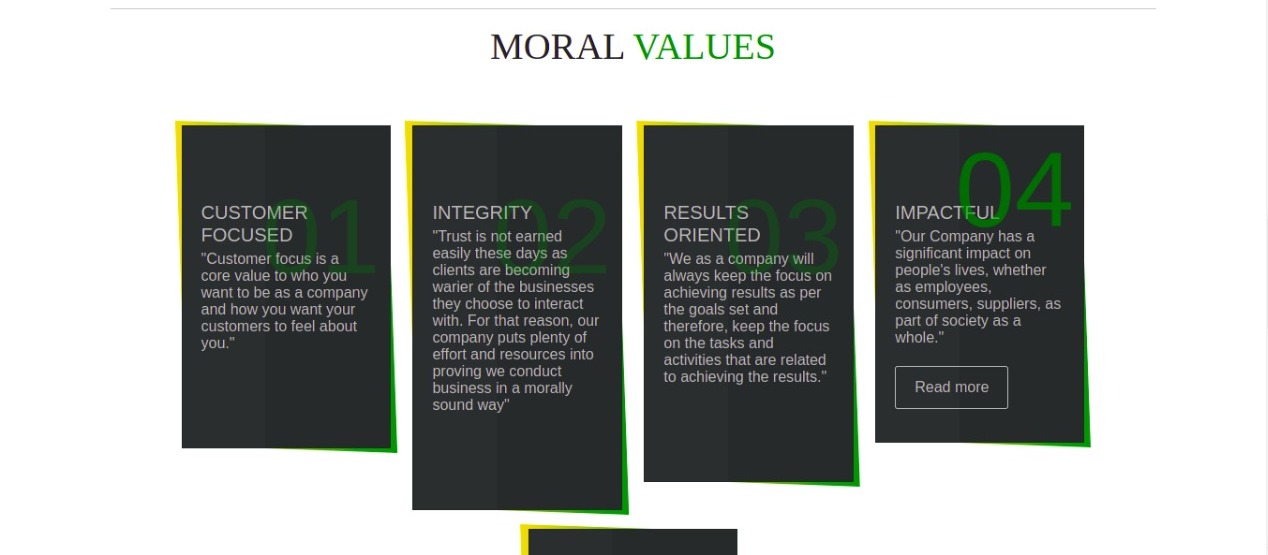 MORAL VALUES
01
CUSTOMER
FOCUSED
"Customer focus is a
core value to who you
want to be as a company
and how you want your
customers to feel about
you."
02
INTEGRITY
"Trust is not earned
easily these days as
clients are becoming
warier of the businesses
they choose to interact
with. For that reason, our
company puts plenty of
effort and resources into
proving we conduct
business in a morally
sound way"
03
RESULTS
ORIENTED
"We as a company will
always keep the focus on
achieving results as per
the goals set and
therefore, keep the focus
on the tasks and
activities that are related
to achieving the results."
04
IMPACTFUL
"Our Company has a
significant impact on
people's lives, whether
as employees,
consumers, suppliers, as
part of society as a
whole."
Read more